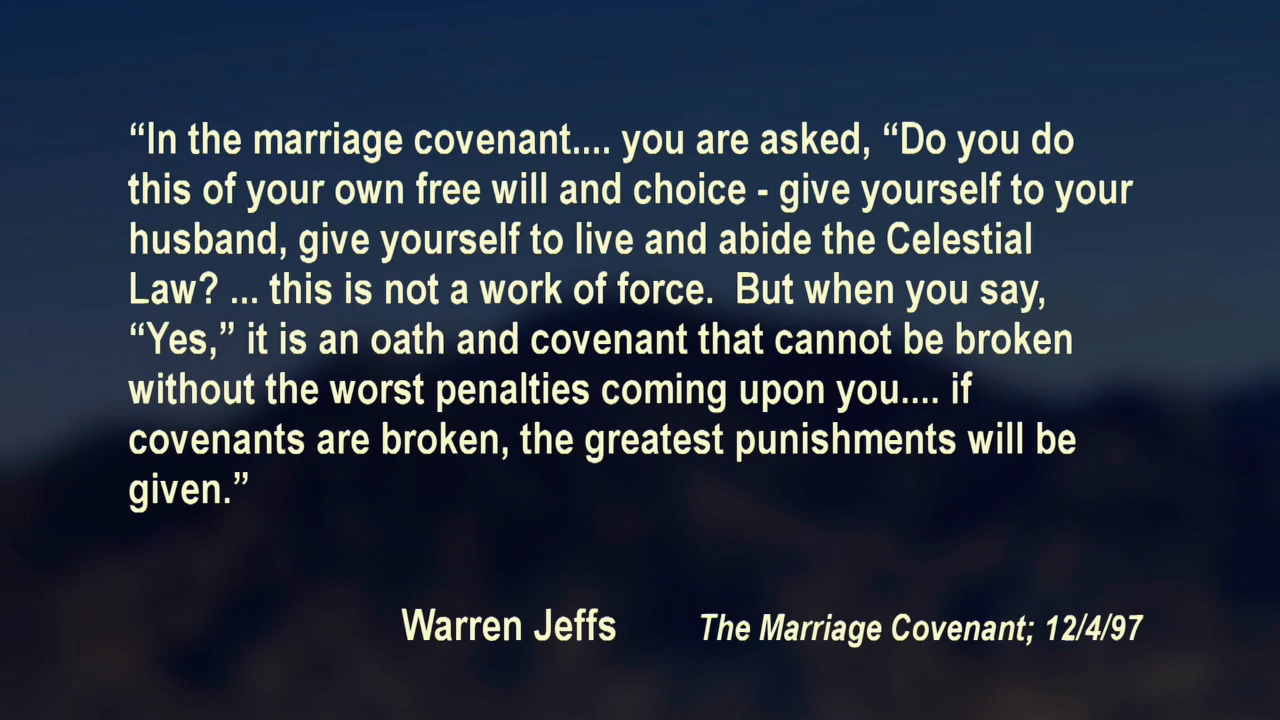 “In the marriage covenant.... you are asked, “Do you do
this of your own free will and choice - give yourself to your
husband, give yourself to live and abide the Celestial
Law? ... this is not a work of force.  But when you say,
“Yes,” it is an oath and covenant that cannot be broken
without the worst penalties coming upon you.... if
covenants are broken, the greatest punishments will be
given.”
Warren Jeffs The Marriage Covenant; 12/4/97